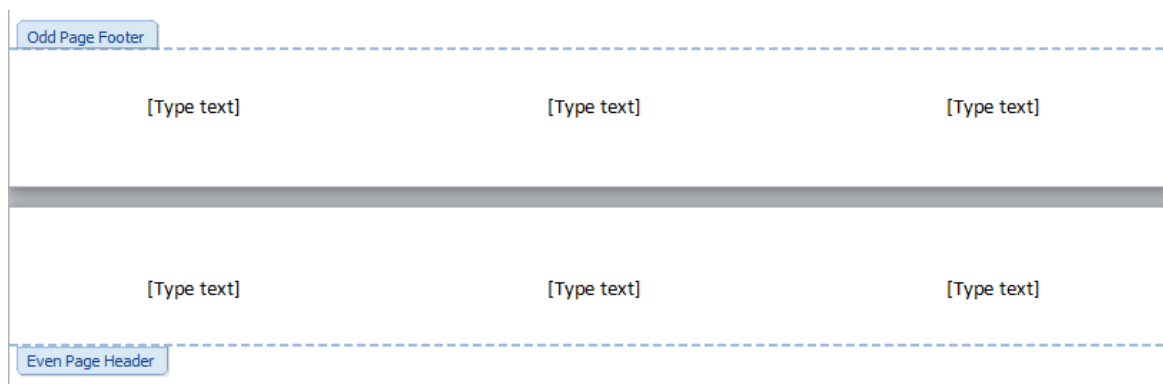 Odd Page Footer
[Type text] [Type text] [Type text]
[Type text] [Type text] [Type text]
Even Page Header